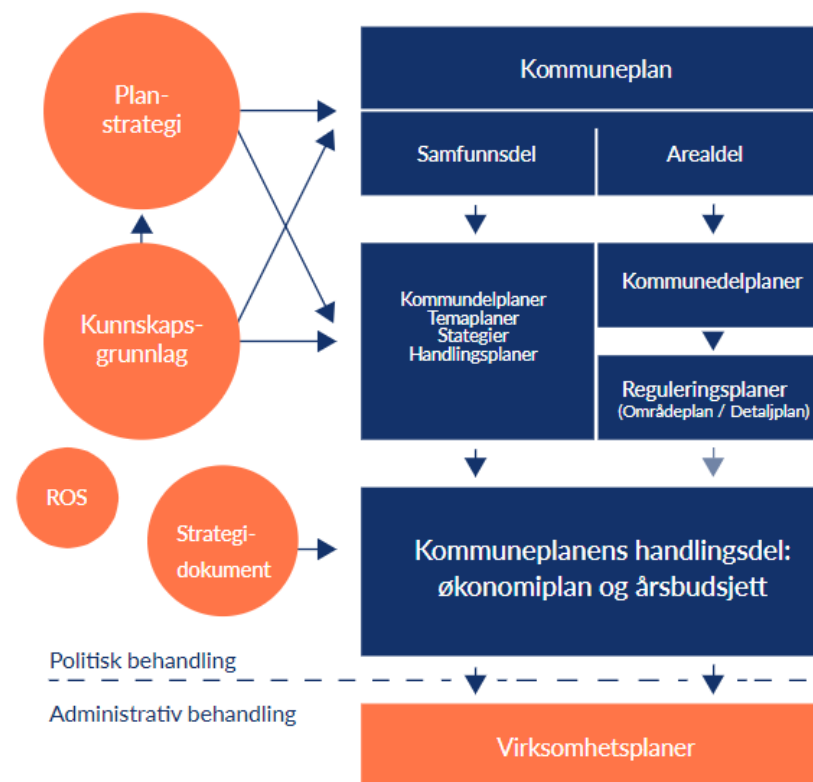 Plan-
strategi
Kommuneplan
Samfunnsdel
Arealdel
Kunnskaps-
grunnlag
Kommundelplaner
Temaplaner
Stategier
Handlingsplaner
Kommunedelplaner
Reguleringsplaner
(Områdeplan / Detaljplan)
ROS
Strategi-
dokument
Kommuneplanens handlingsdel:
økonomiplan og årsbudsjett
Politisk behandling
Administrativ behandling
Virksomhetsplaner